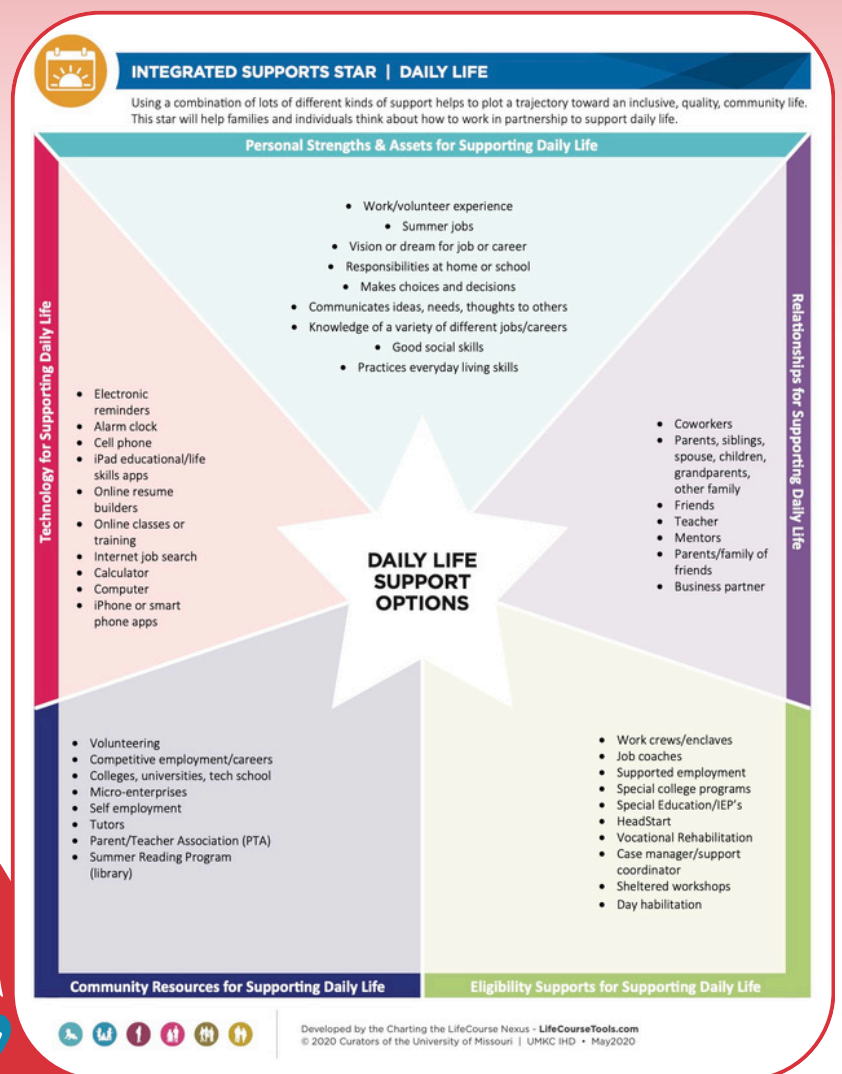 INTEGRATED SUPPORTS STAR | DAILY LIFE
Using a combination of lots of different kinds of support helps to plot a trajectory toward an inclusive, quality, community life.
This star will help families and individuals think about how to work in partnership to support daily life.
Personal Strengths & Assets for Supporting Daily Life
• Work/volunteer experience
• Summer jobs
• Vision or dream for job or career
• Responsibilities at home or school
• Makes choices and decisions
• Communicates ideas, needs, thoughts to others
• Knowledge of a variety of different jobs/careers
• Good social skills
• Practices everyday living skills
Technology for Supporting Daily Life
• Electronic
reminders
• Alarm clock
• Cell phone
• iPad educational/life
skills apps
• Online resume
builders
• Online classes or
training
• Internet job search
• Calculator
• Computer
• iPhone or smart
phone apps
DAILY LIFE
SUPPORT
OPTIONS
Relationships for Supporting Daily Life
• Coworkers
• Parents, siblings,
spouse, children,
grandparents,
other family
• Friends
• Teacher
• Mentors
• Parents/family of
friends
• Business partner
• Volunteering
• Competitive employment/careers
• Colleges, universities, tech school
• Micro-enterprises
• Self employment
• Tutors
• Parent/Teacher Association (PTA)
• Summer Reading Program
(library)
Community Resources for Supporting Daily Life
• Work crews/enclaves
• Job coaches
• Supported employment
• Special college programs
• Special Education/IEP's
• HeadStart
• Vocational Rehabilitation
• Case manager/support
coordinator
• Sheltered workshops
• Day habilitation
Eligibility Supports for Supporting Daily Life
Developed by the Charting the LifeCourse Nexus - LifeCourseTools.com
© 2020 Curators of the University of Missouri | UMKC IHD • May2020